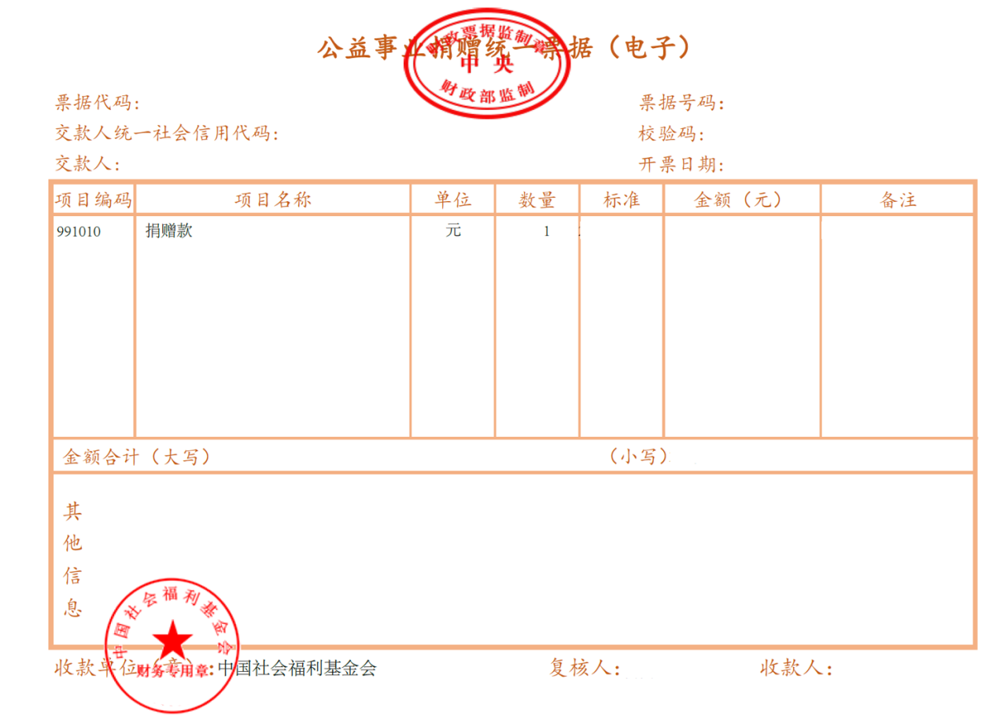 公益事业捐赠统一票据（电子）
财政票据监制章
中央
财政部监制
票据代码：
票据号码：
交款人统一社会信用代码：
校验码：
交款人：
开票日期：
项目编码 项目名称 单位 数量 标准 金额（元） 备注
991010 捐赠款 元 1
金额合计（大写） （小写）
其他信息
中国社会福利基金会
财务专用章
收款单位（章）：中国社会福利基金会 复核人： 收款人：